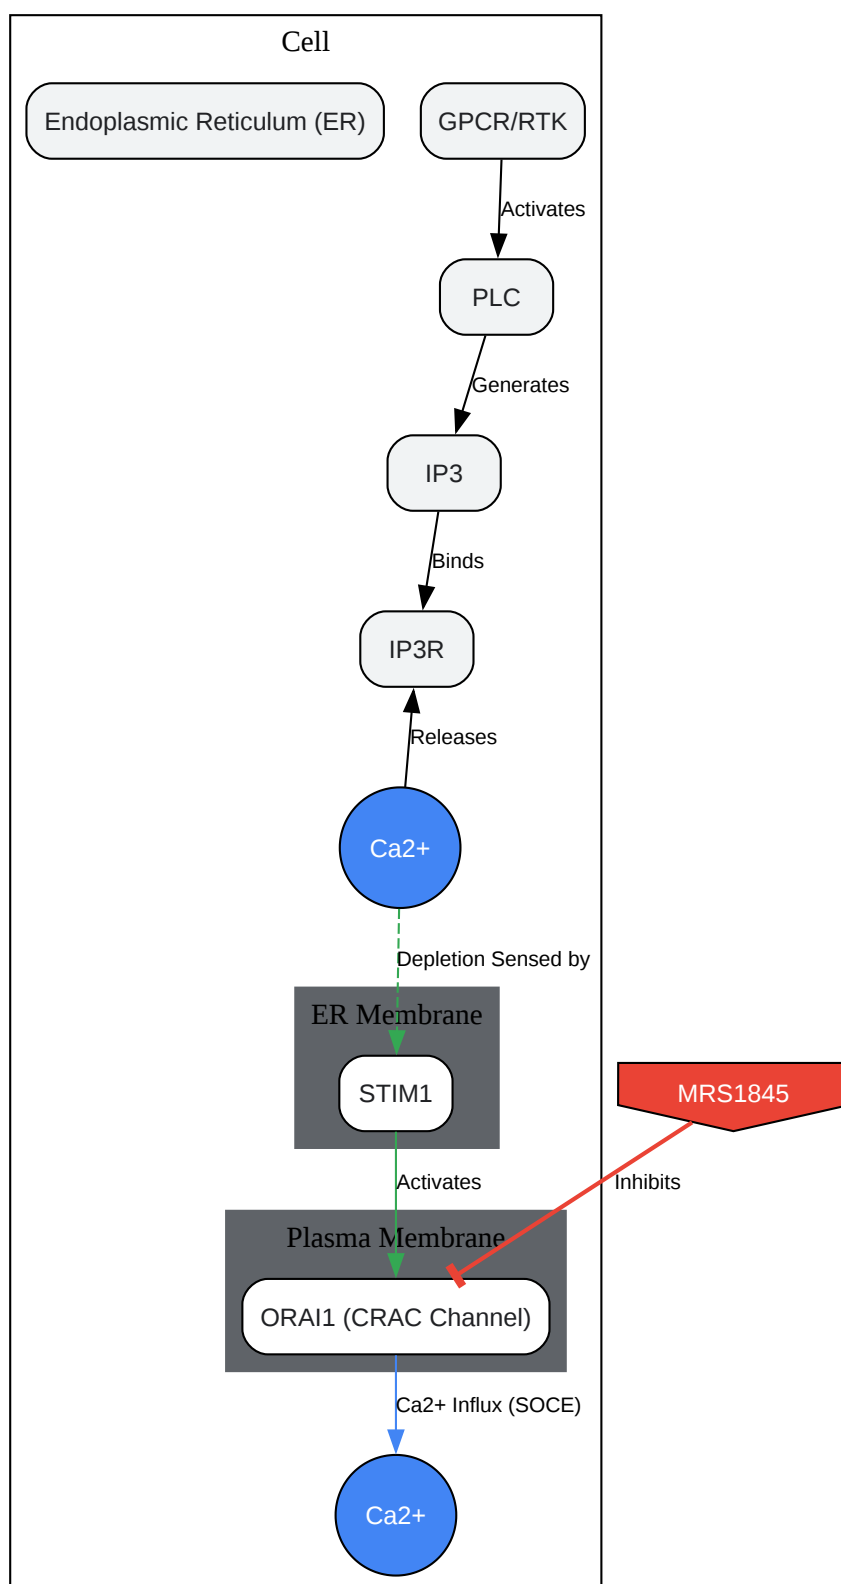 Cell
Endoplasmic Reticulum (ER)
GPCR/RTK
Activates
PLC
Generates
IP3
Binds
IP3R
Releases
Ca2+
Depletion Sensed by
ER Membrane
STIM1
MRS1845
Activates
Inhibits
Plasma Membrane
ORAI1 (CRAC Channel)
Ca2+ Influx (SOCE)
Ca2+